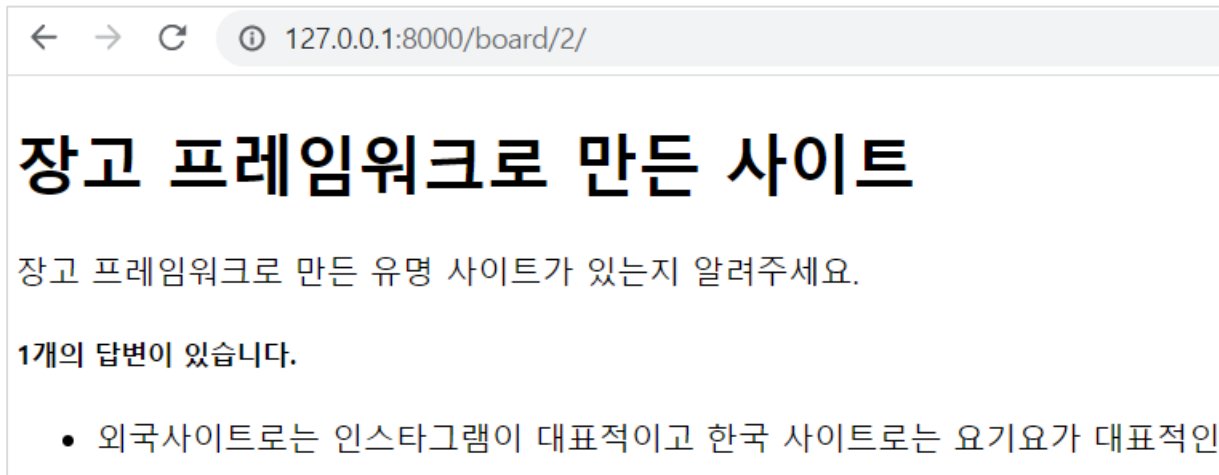 127.0.0.1:8000/board/2/
장고 프레임워크로 만든 사이트
장고 프레임워크로 만든 유명 사이트가 있는지 알려주세요.
1개의 답변이 있습니다.
외국사이트로는 인스타그램이 대표적이고 한국 사이트로는 요기요가 대표적인